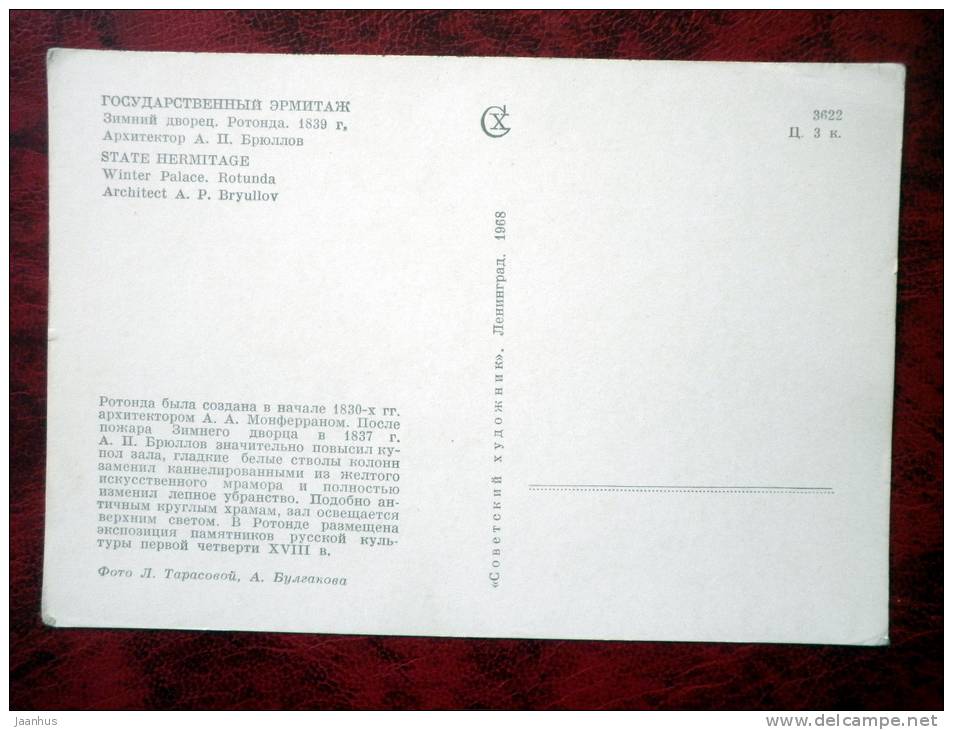 ГОСУДАРСТВЕННЫЙ ЭРМИТАЖ
Зимний дворец. Ротонда. 1839 г,
Архитектор А. П. Брюллов
STATE HERMITAGE
Winter Palace. Rotunda
Architect A. P. Bryullov
Ротонда была создана в начале 1830-х гг.
архитектором А. А. Монферраном. После
пожара Зимнего дворца в 1837 г.
А. П. Брюллов значительно повысил ку-
пол зала, гладкие белые стволы колонн
заменил каннелированными из желтого
искусственного мрамора и полностью
изменил лепное убранство. Подобно ан-
тичным круглым храмам, зал освещается
верхним светом. В Ротонде размещена
экспозиция памятников русской куль-
туры первой четверти XVIII в.
Фото Л. Тарасовой, А. Булгакова
СХ
«Советский художник». Ленинград. 1968
3622
Ц. 3 к.
jaanhus
www.delcampe.net